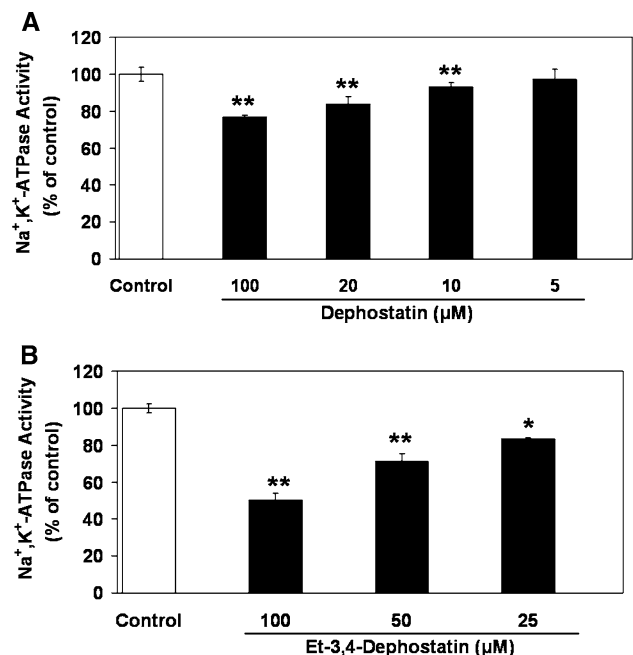 A
Na⁺,K⁺-ATPase Activity
(% of control)
120
100
80
60
40
20
0
** ** **
Control 100 20 10 5
Dephostatin (µM)
B
Na⁺,K⁺-ATPase Activity
(% of control)
120
100
80
60
40
20
0
** ** *
Control 100 50 25
Et-3,4-Dephostatin (µM)